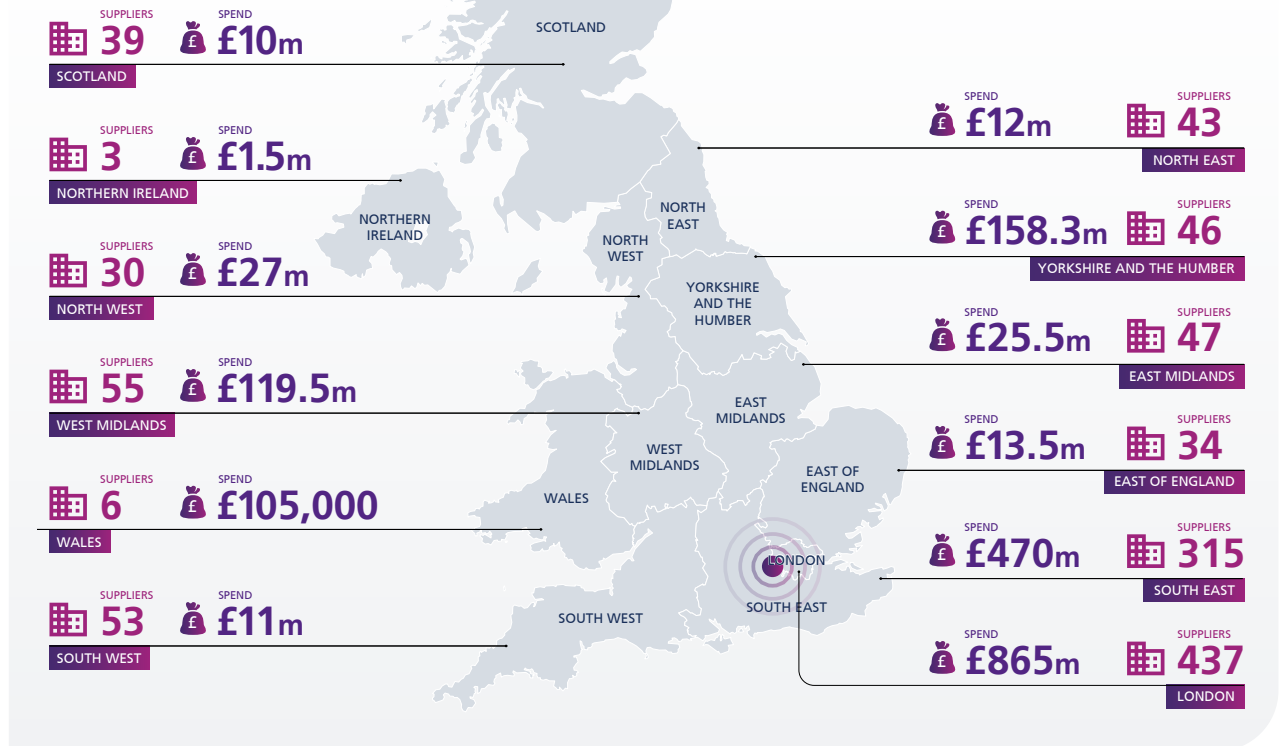 SUPPLIERS SPEND
39 £10m
SCOTLAND
SUPPLIERS SPEND
3 £1.5m
NORTHERN IRELAND
SUPPLIERS SPEND
30 £27m
NORTH WEST
SUPPLIERS SPEND
55 £119.5m
WEST MIDLANDS
SUPPLIERS SPEND
6 £105,000
WALES
SUPPLIERS SPEND
53 £11m
SOUTH WEST
SCOTLAND
NORTHERN
IRELAND
NORTH
EAST
NORTH
WEST
YORKSHIRE
AND THE
HUMBER
EAST
MIDLANDS
WEST
MIDLANDS
EAST OF
ENGLAND
WALES
LONDON
SOUTH EAST
SOUTH WEST
SPEND SUPPLIERS
£12m 43
NORTH EAST
SPEND SUPPLIERS
£158.3m 46
YORKSHIRE AND THE HUMBER
SPEND SUPPLIERS
£25.5m 47
EAST MIDLANDS
SPEND SUPPLIERS
£13.5m 34
EAST OF ENGLAND
SPEND SUPPLIERS
£470m 315
SOUTH EAST
SPEND SUPPLIERS
£865m 437
LONDON